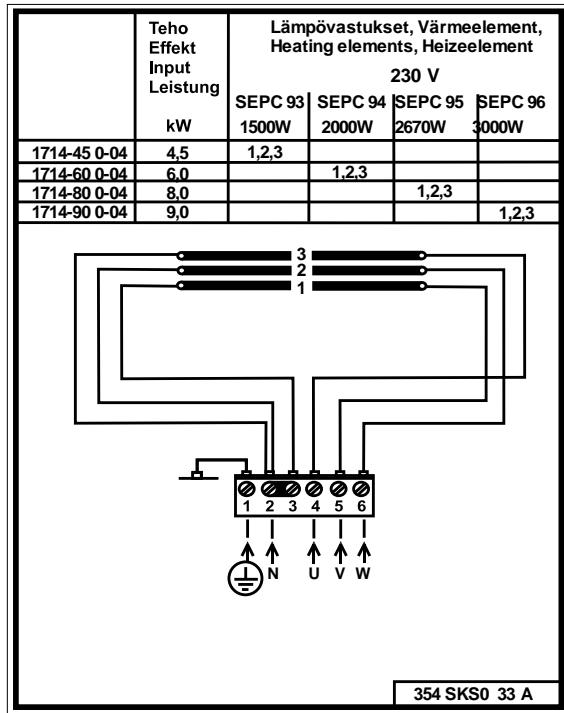 Teho
Effekt
Input
Leistung
kW
Lämpövastukset, Värmeelement,
Heating elements, Heizeelement
230 V
SEPC 93 SEPC 94 SEPC 95 SEPC 96
1500W 2000W 2670W 3000W
1714-45 0-04 4,5 1,2,3
1714-60 0-04 6,0 1,2,3
1714-80 0-04 8,0 1,2,3
1714-90 0-04 9,0 1,2,3
3
2
1
1 2 3 4 5 6
N U V W
354 SKS0 33 A